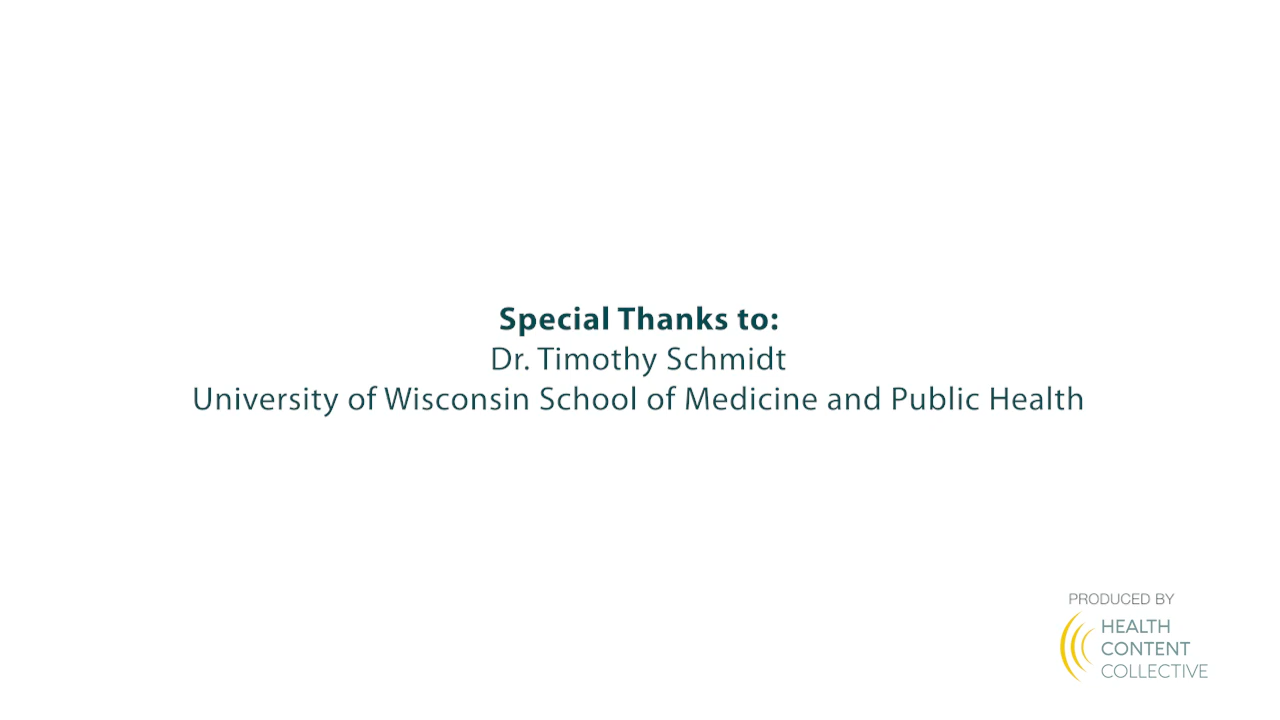 Special Thanks to:
Dr. Timothy Schmidt
University of Wisconsin School of Medicine and Public Health
PRODUCED BY
HEALTH
CONTENT
COLLECTIVE